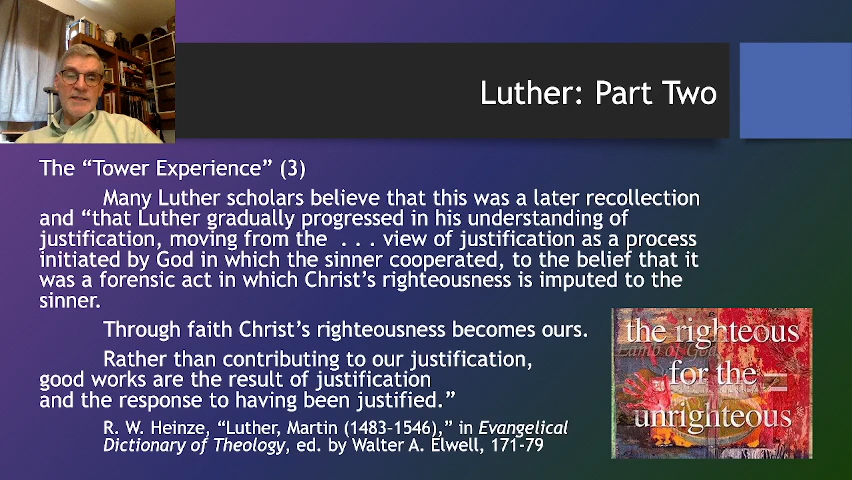 Luther: Part Two
The “Tower Experience” (3)
Many Luther scholars believe that this was a later recollection
and “that Luther gradually progressed in his understanding of
justification, moving from the . . . view of justification as a process
initiated by God in which the sinner cooperated, to the belief that it
was a forensic act in which Christ’s righteousness is imputed to the
sinner.
Through faith Christ’s righteousness becomes ours.
Rather than contributing to our justification,
good works are the result of justification
and the response to having been justified.”
R. W. Heinze, “Luther, Martin (1483–1546),” in Evangelical
Dictionary of Theology, ed. by Walter A. Elwell, 171-79
the righteous
Lamb of God
for the
unrighteous